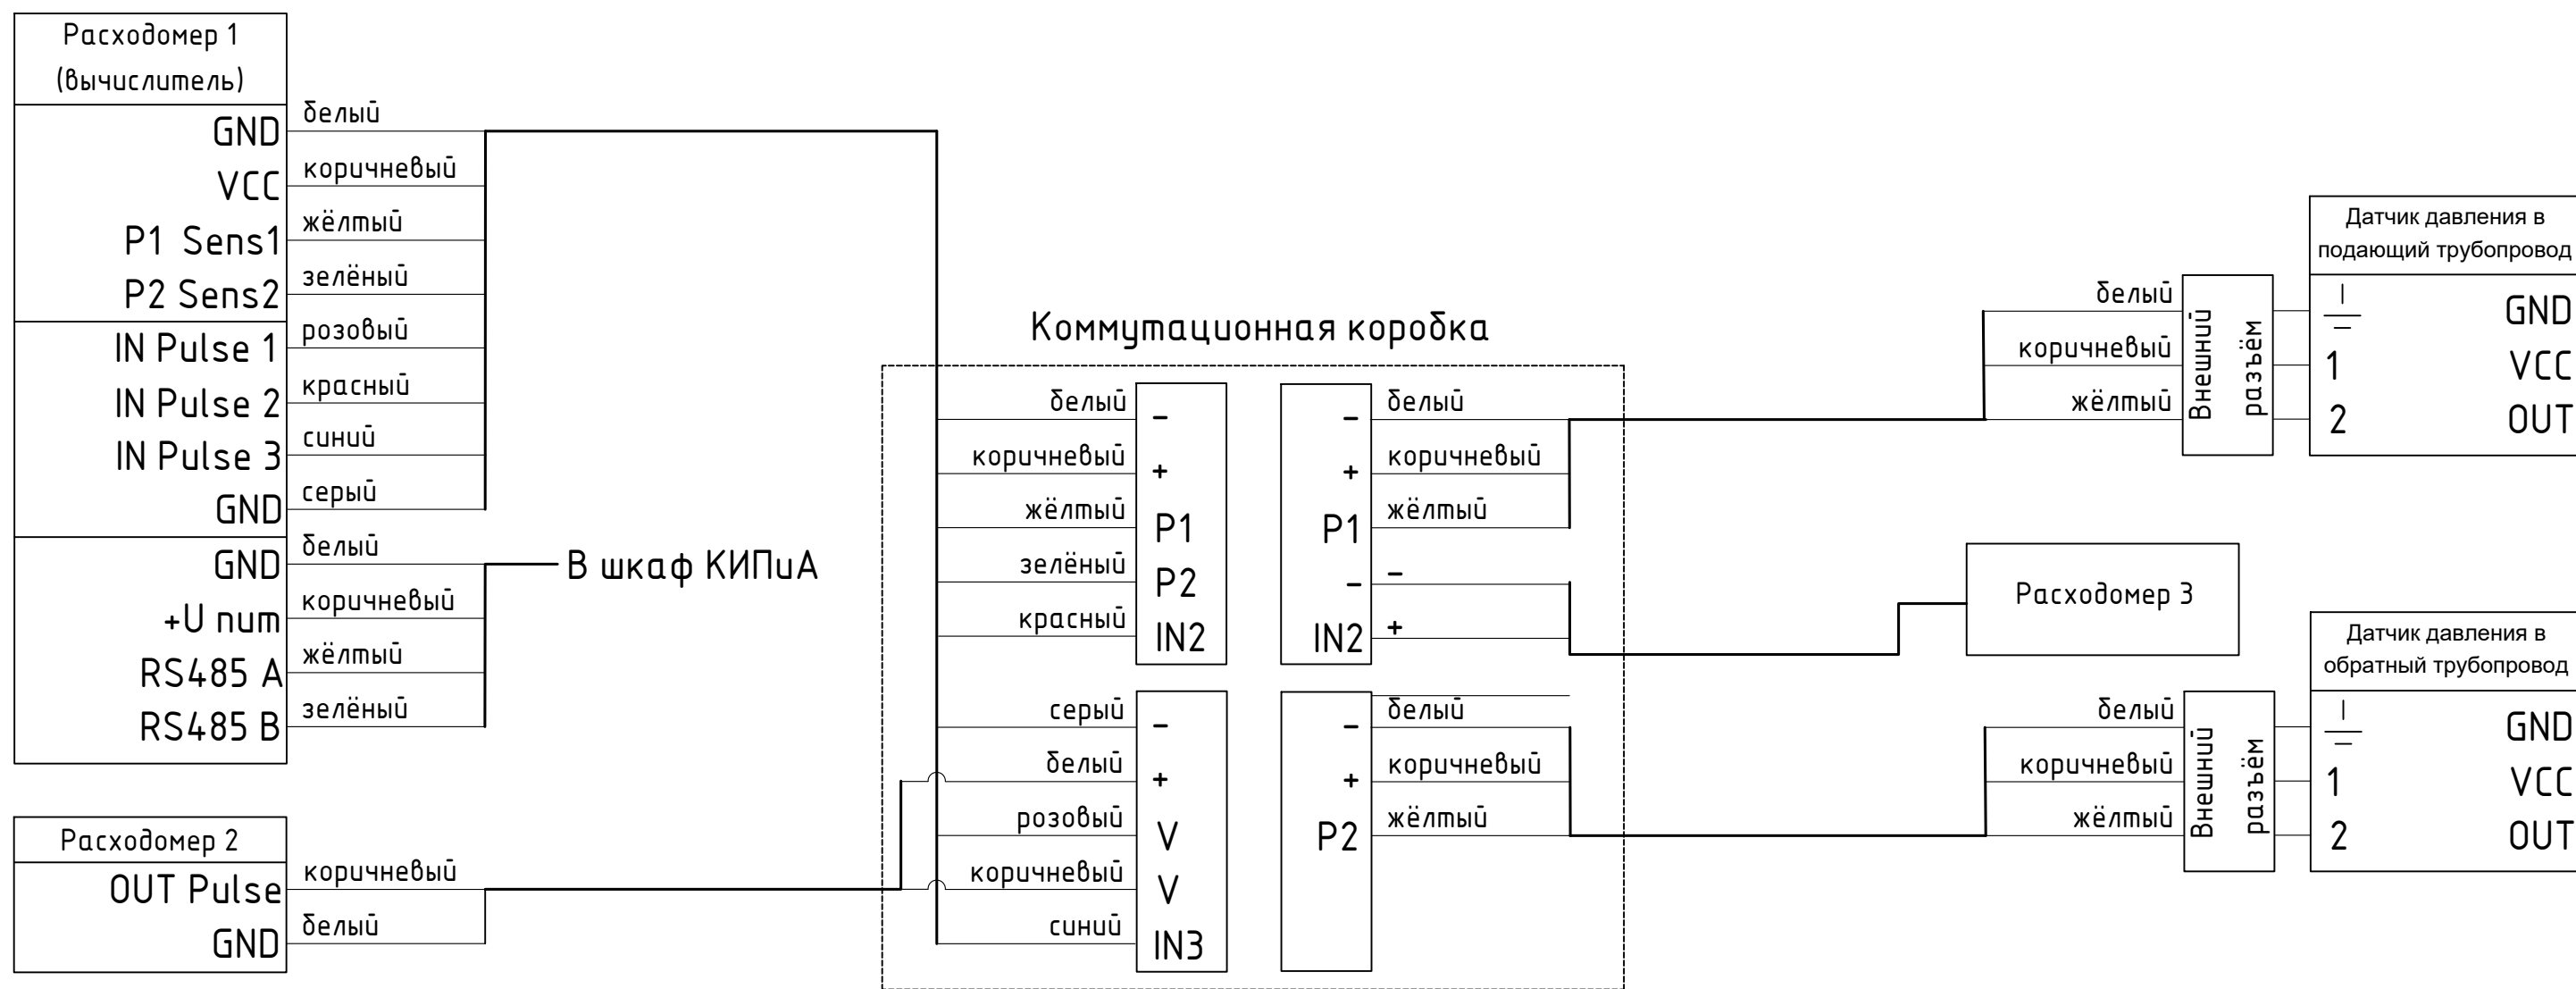 Расходомер 1
(вычислитель)
GND белый
VCC коричневый
P1 Sens1 жёлтый
P2 Sens2 зелёный
IN Pulse 1 розовый
IN Pulse 2 красный
IN Pulse 3 синий
GND серый
GND белый
+U пит коричневый
RS485 A жёлтый
RS485 B зелёный
В шкаф КИПиА
Расходомер 2
OUT Pulse коричневый
GND белый
Коммутационная коробка
белый -
коричневый +
жёлтый P1
зелёный P2
красный IN2
серый -
белый +
розовый V
коричневый V
синий IN3
- белый
+ коричневый
P1 жёлтый
- -
IN2 +
- белый
+ коричневый
P2 жёлтый
белый
коричневый
жёлтый
Внешний
разъём
Датчик давления в
подающий трубопровод
GND
1 VCC
2 OUT
Расходомер 3
белый
коричневый
жёлтый
Внешний
разъём
Датчик давления в
обратный трубопровод
GND
1 VCC
2 OUT